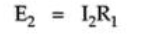 E₂ = I₂R₁